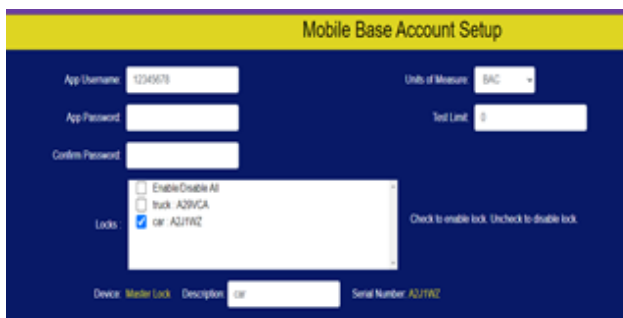 Mobile Base Account Setup
App Username: 12345678
Units of Measure: BAC
App Password:
Test Limit: 0
Confirm Password:
Enable/Disable All
truck : A29VCA
Locks :
car : A2J1WZ
Check to enable lock. Uncheck to disable lock.
Device: Master Lock Description: car Serial Number: A2J1WZ